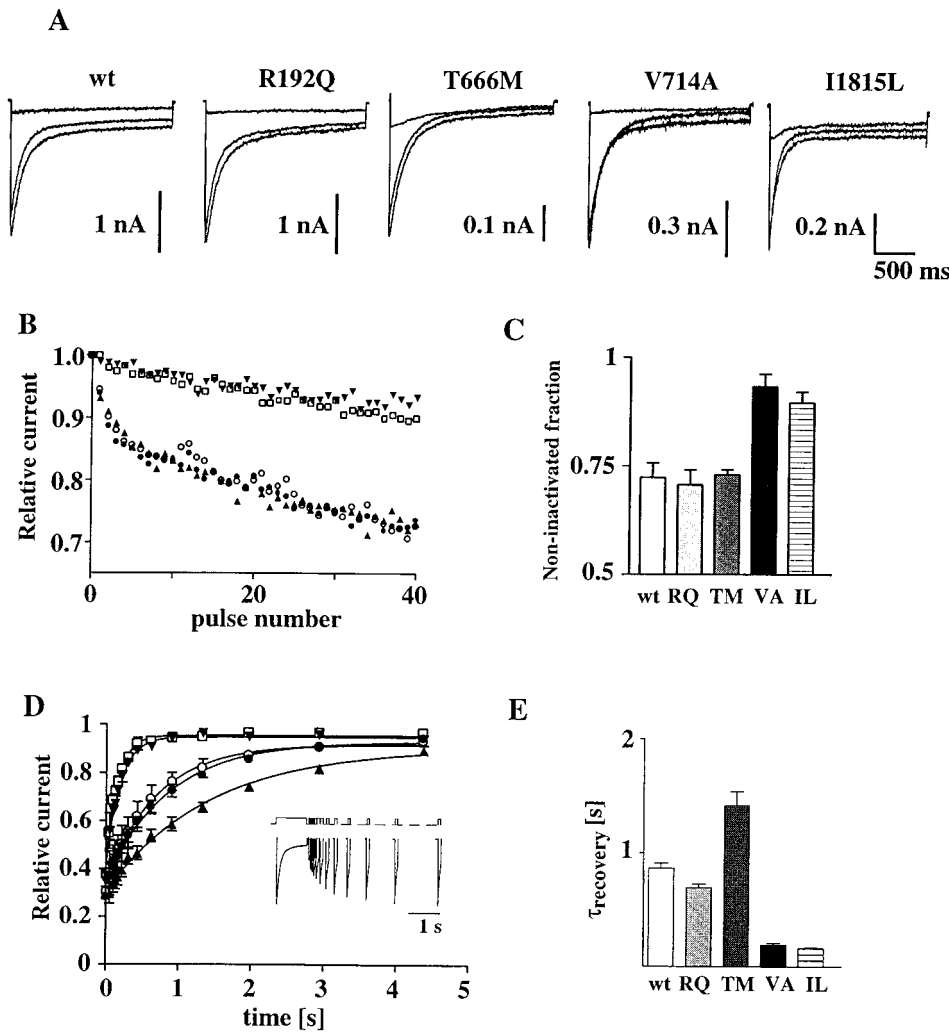 A
wt
R192Q
T666M
V714A
I1815L
1 nA
1 nA
0.1 nA
0.3 nA
0.2 nA
500 ms
B
Relative current
1.0
0.9
0.8
0.7
0
20
40
pulse number
C
Non-inactivated fraction
1
0.75
0.5
wt RQ TM VA IL
D
Relative current
1
0.8
0.6
0.4
0.2
0
0 1 2 3 4 5
time [s]
1 s
E
τrecovery [s]
2
1
wt RQ TM VA IL